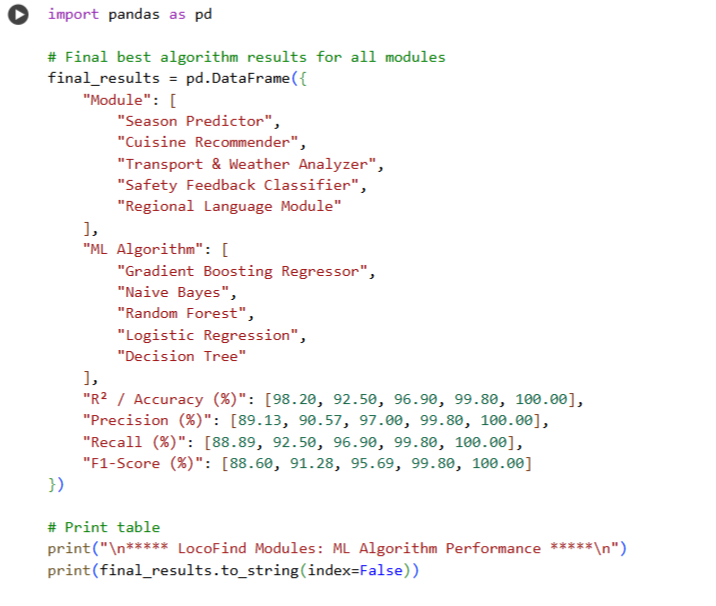 import pandas as pd
# Final best algorithm results for all modules
final_results = pd.DataFrame({
    "Module": [
        "Season Predictor",
        "Cuisine Recommender",
        "Transport & Weather Analyzer",
        "Safety Feedback Classifier",
        "Regional Language Module"
    ],
    "ML Algorithm": [
        "Gradient Boosting Regressor",
        "Naive Bayes",
        "Random Forest",
        "Logistic Regression",
        "Decision Tree"
    ],
    "R² / Accuracy (%)": [98.20, 92.50, 96.90, 99.80, 100.00],
    "Precision (%)": [89.13, 90.57, 97.00, 99.80, 100.00],
    "Recall (%)": [88.89, 92.50, 96.90, 99.80, 100.00],
    "F1-Score (%)": [88.60, 91.28, 95.69, 99.80, 100.00]
})
# Print table
print("\n***** LocoFind Modules: ML Algorithm Performance *****\n")
print(final_results.to_string(index=False))